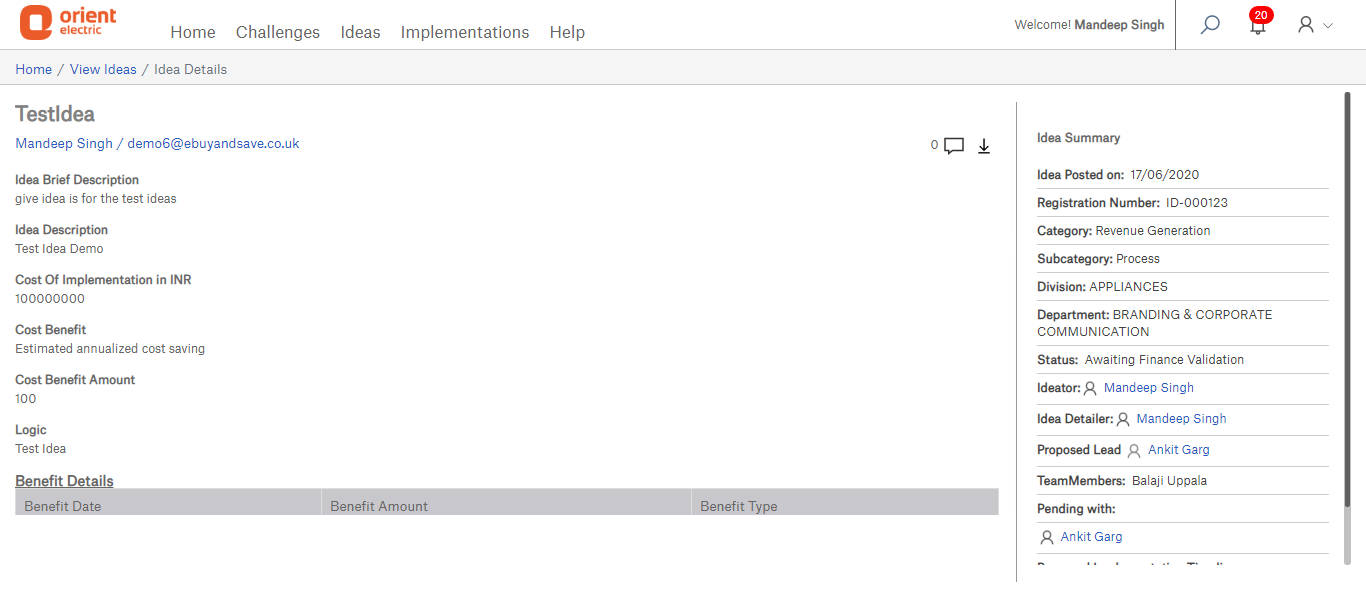 orient
electric
Home Challenges Ideas Implementations Help
Welcome! Mandeep Singh
20
Home / View Ideas / Idea Details
TestIdea
Mandeep Singh / demo6@ebuyandsave.co.uk
0
Idea Brief Description
give idea is for the test ideas
Idea Description
Test Idea Demo
Cost Of Implementation in INR
100000000
Cost Benefit
Estimated annualized cost saving
Cost Benefit Amount
100
Logic
Test Idea
Benefit Details
Benefit Date Benefit Amount Benefit Type
Idea Summary
Idea Posted on: 17/06/2020
Registration Number: ID-000123
Category: Revenue Generation
Subcategory: Process
Division: APPLIANCES
Department: BRANDING & CORPORATE
COMMUNICATION
Status: Awaiting Finance Validation
Ideator: Mandeep Singh
Idea Detailer: Mandeep Singh
Proposed Lead Ankit Garg
TeamMembers: Balaji Uppala
Pending with:
Ankit Garg